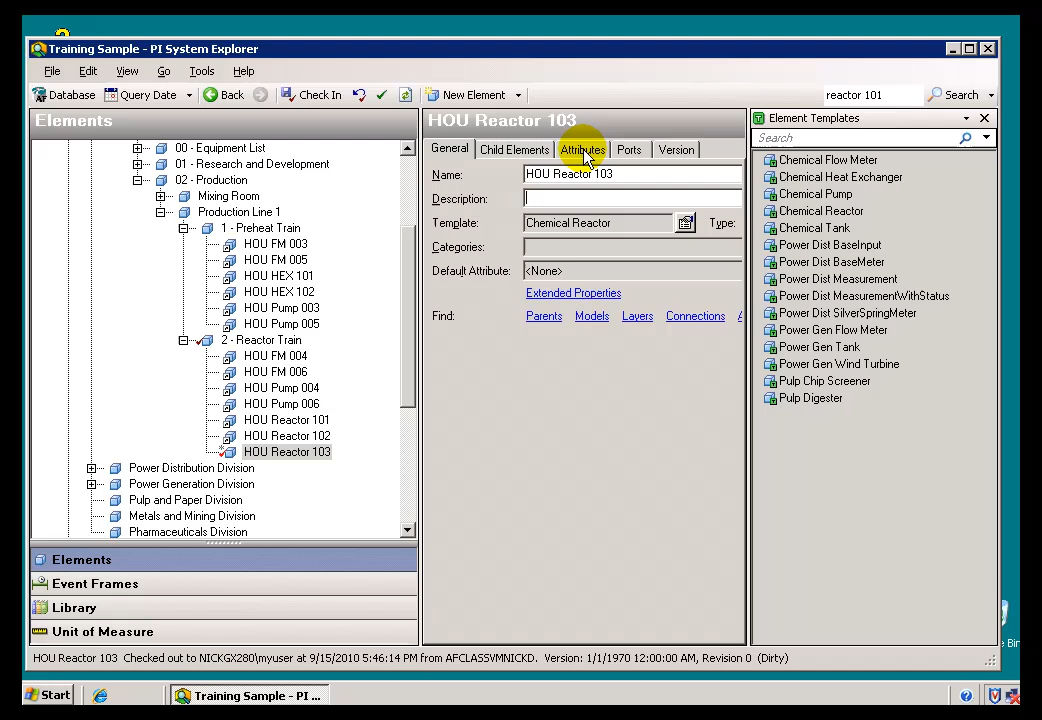 Training Sample - PI System Explorer
File Edit View Go Tools Help
Database Query Date Back Check In New Element reactor 101 Search
Elements
00 - Equipment List
01 - Research and Development
02 - Production
Mixing Room
Production Line 1
1 - Preheat Train
HOU FM 003
HOU FM 005
HOU HEX 101
HOU HEX 102
HOU Pump 003
HOU Pump 005
2 - Reactor Train
HOU FM 004
HOU FM 006
HOU Pump 004
HOU Pump 006
HOU Reactor 101
HOU Reactor 102
HOU Reactor 103
Power Distribution Division
Power Generation Division
Pulp and Paper Division
Metals and Mining Division
Pharmaceuticals Division
Elements
Event Frames
Library
Unit of Measure
HOU Reactor 103
General Child Elements Attributes Ports Version
Name: HOU Reactor 103
Description:
Template: Chemical Reactor Type:
Categories:
Default Attribute: <None>
Extended Properties
Find: Parents Models Layers Connections A
Element Templates
Search
Chemical Flow Meter
Chemical Heat Exchanger
Chemical Pump
Chemical Reactor
Chemical Tank
Power Dist BaseInput
Power Dist BaseMeter
Power Dist Measurement
Power Dist MeasurementWithStatus
Power Dist SilverSpringMeter
Power Gen Flow Meter
Power Gen Tank
Power Gen Wind Turbine
Pulp Chip Screener
Pulp Digester
HOU Reactor 103 Checked out to NICKGX280\myuser at 9/15/2010 5:46:14 PM from AFCLASSVMNICKD. Version: 1/1/1970 12:00:00 AM, Revision 0 (Dirty)
Bin
Start Training Sample - PI ...